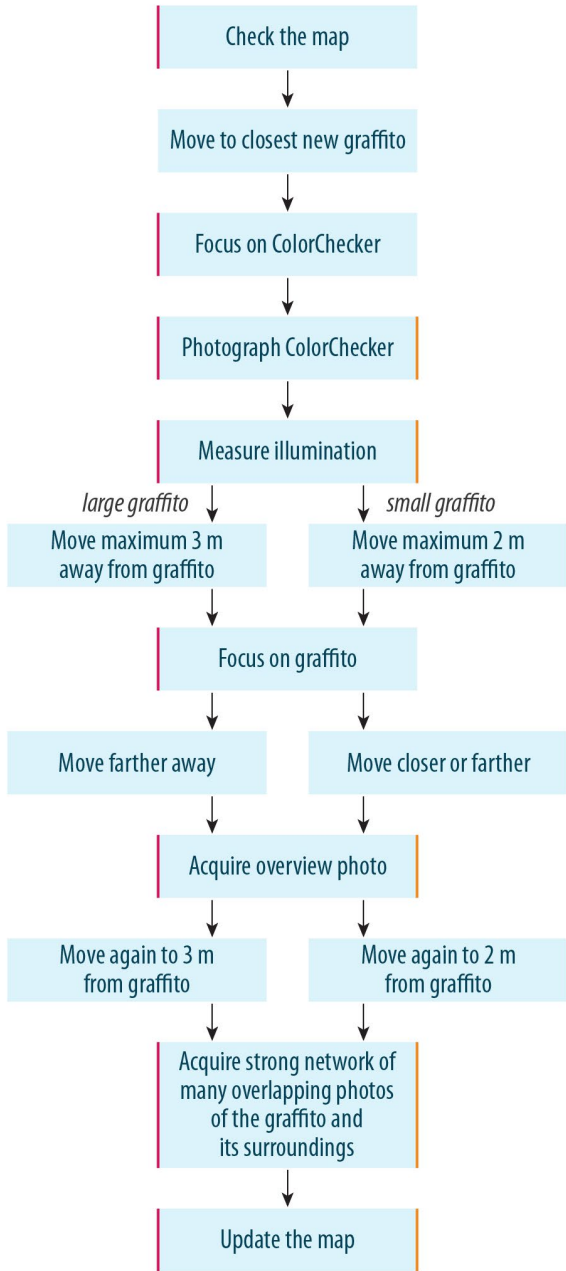 Check the map
Move to closest new graffito
Focus on ColorChecker
Photograph ColorChecker
Measure illumination
large graffito
small graffito
Move maximum 3 m
away from graffito
Move maximum 2 m
away from graffito
Focus on graffito
Move farther away
Move closer or farther
Acquire overview photo
Move again to 3 m
from graffito
Move again to 2 m
from graffito
Acquire strong network of
many overlapping photos
of the graffito and
its surroundings
Update the map